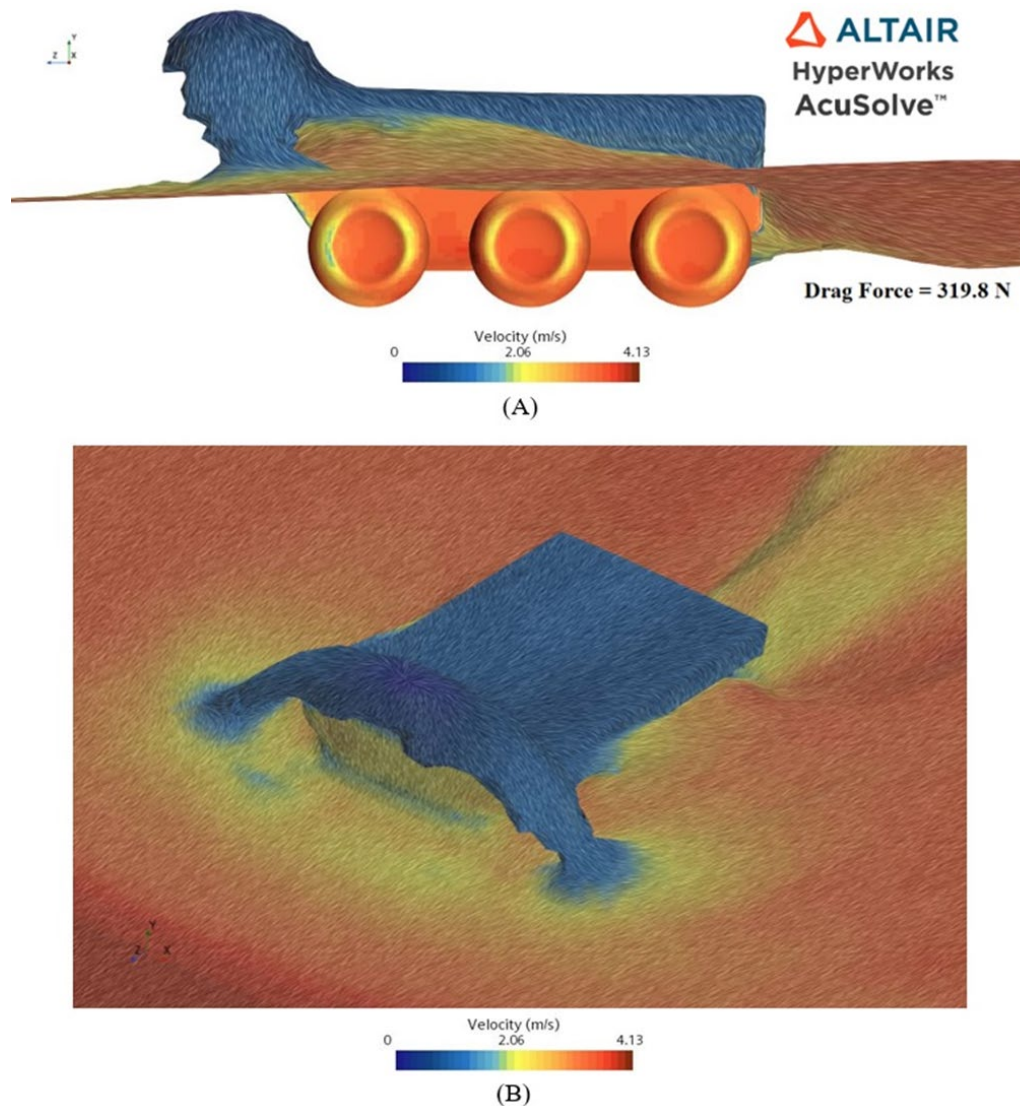 Y
Z
X
ALTAIR
HyperWorks
AcuSolve™
Drag Force = 319.8 N
Velocity (m/s)
0 2.06 4.13
(A)
Y
Z X
Velocity (m/s)
0 2.06 4.13
(B)